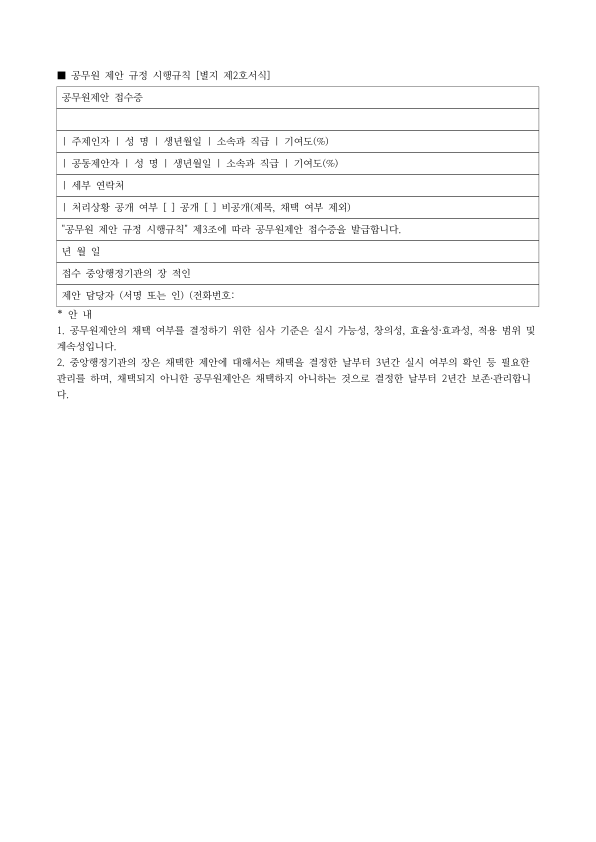 ■ 공무원 제안 규정 시행규칙 [별지 제2호서식]
공무원제안 접수증
| 주제인자 | 성 명 | 생년월일 | 소속과 직급 | 기여도(%)
| 공동제안자 | 성 명 | 생년월일 | 소속과 직급 | 기여도(%)
| 세부 연락처
| 처리상황 공개 여부 [ ] 공개 [ ] 비공개(제목, 채택 여부 제외)
"공무원 제안 규정 시행규칙" 제3조에 따라 공무원제안 접수증을 발급합니다.
년 월 일
접수 중앙행정기관의 장 적인
제안 담당자 (서명 또는 인) (전화번호:
* 안 내
1. 공무원제안의 채택 여부를 결정하기 위한 심사 기준은 실시 가능성, 창의성, 효율성·효과성, 적용 범위 및
계속성입니다.
2. 중앙행정기관의 장은 채택한 제안에 대해서는 채택을 결정한 날부터 3년간 실시 여부의 확인 등 필요한
관리를 하며, 채택되지 아니한 공무원제안은 채택하지 아니하는 것으로 결정한 날부터 2년간 보존·관리합니
다.